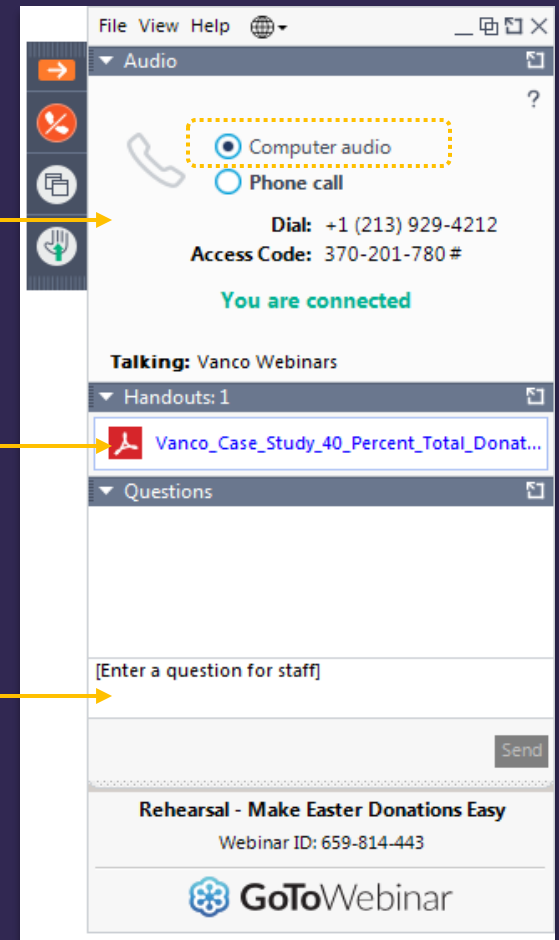 File View Help
Audio
?
Computer audio
Phone call
Dial: +1 (213) 929-4212
Access Code: 370-201-780 #
You are connected
Talking: Vanco Webinars
Handouts: 1
Vanco_Case_Study_40_Percent_Total_Donat...
Questions
[Enter a question for staff]
Send
Rehearsal - Make Easter Donations Easy
Webinar ID: 659-814-443
GoToWebinar